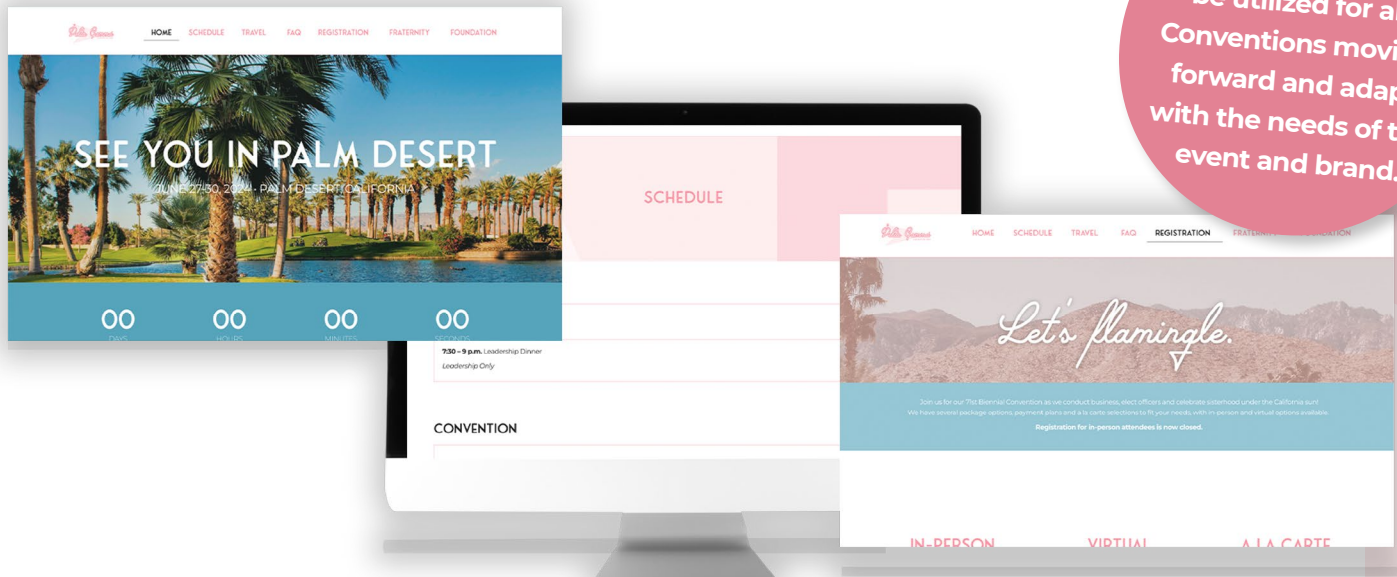 HOME SCHEDULE TRAVEL FAQ REGISTRATION FRATERNITY FOUNDATION
SEE YOU IN PALM DESERT
JUNE 27-30, 2024 • PALM DESERT, CALIFORNIA
00 00 00 00
DAYS HOURS MINUTES SECONDS
SCHEDULE
7:30 – 9 p.m. Leadership Dinner
Leadership Only
CONVENTION
be utilized for
Conventions
forward and
with the needs of
event and brand.
HOME SCHEDULE TRAVEL FAQ REGISTRATION
Let's flamingle.
Join us for our 71st Biennial Convention as we conduct business, elect officers and celebrate sisterhood under the California sun!
We have several package options, payment plans and a la carte selections to fit your needs, with in-person and virtual options available.
Registration for in-person attendees is now closed.
IN-PERSON VIRTUAL A LA CARTE